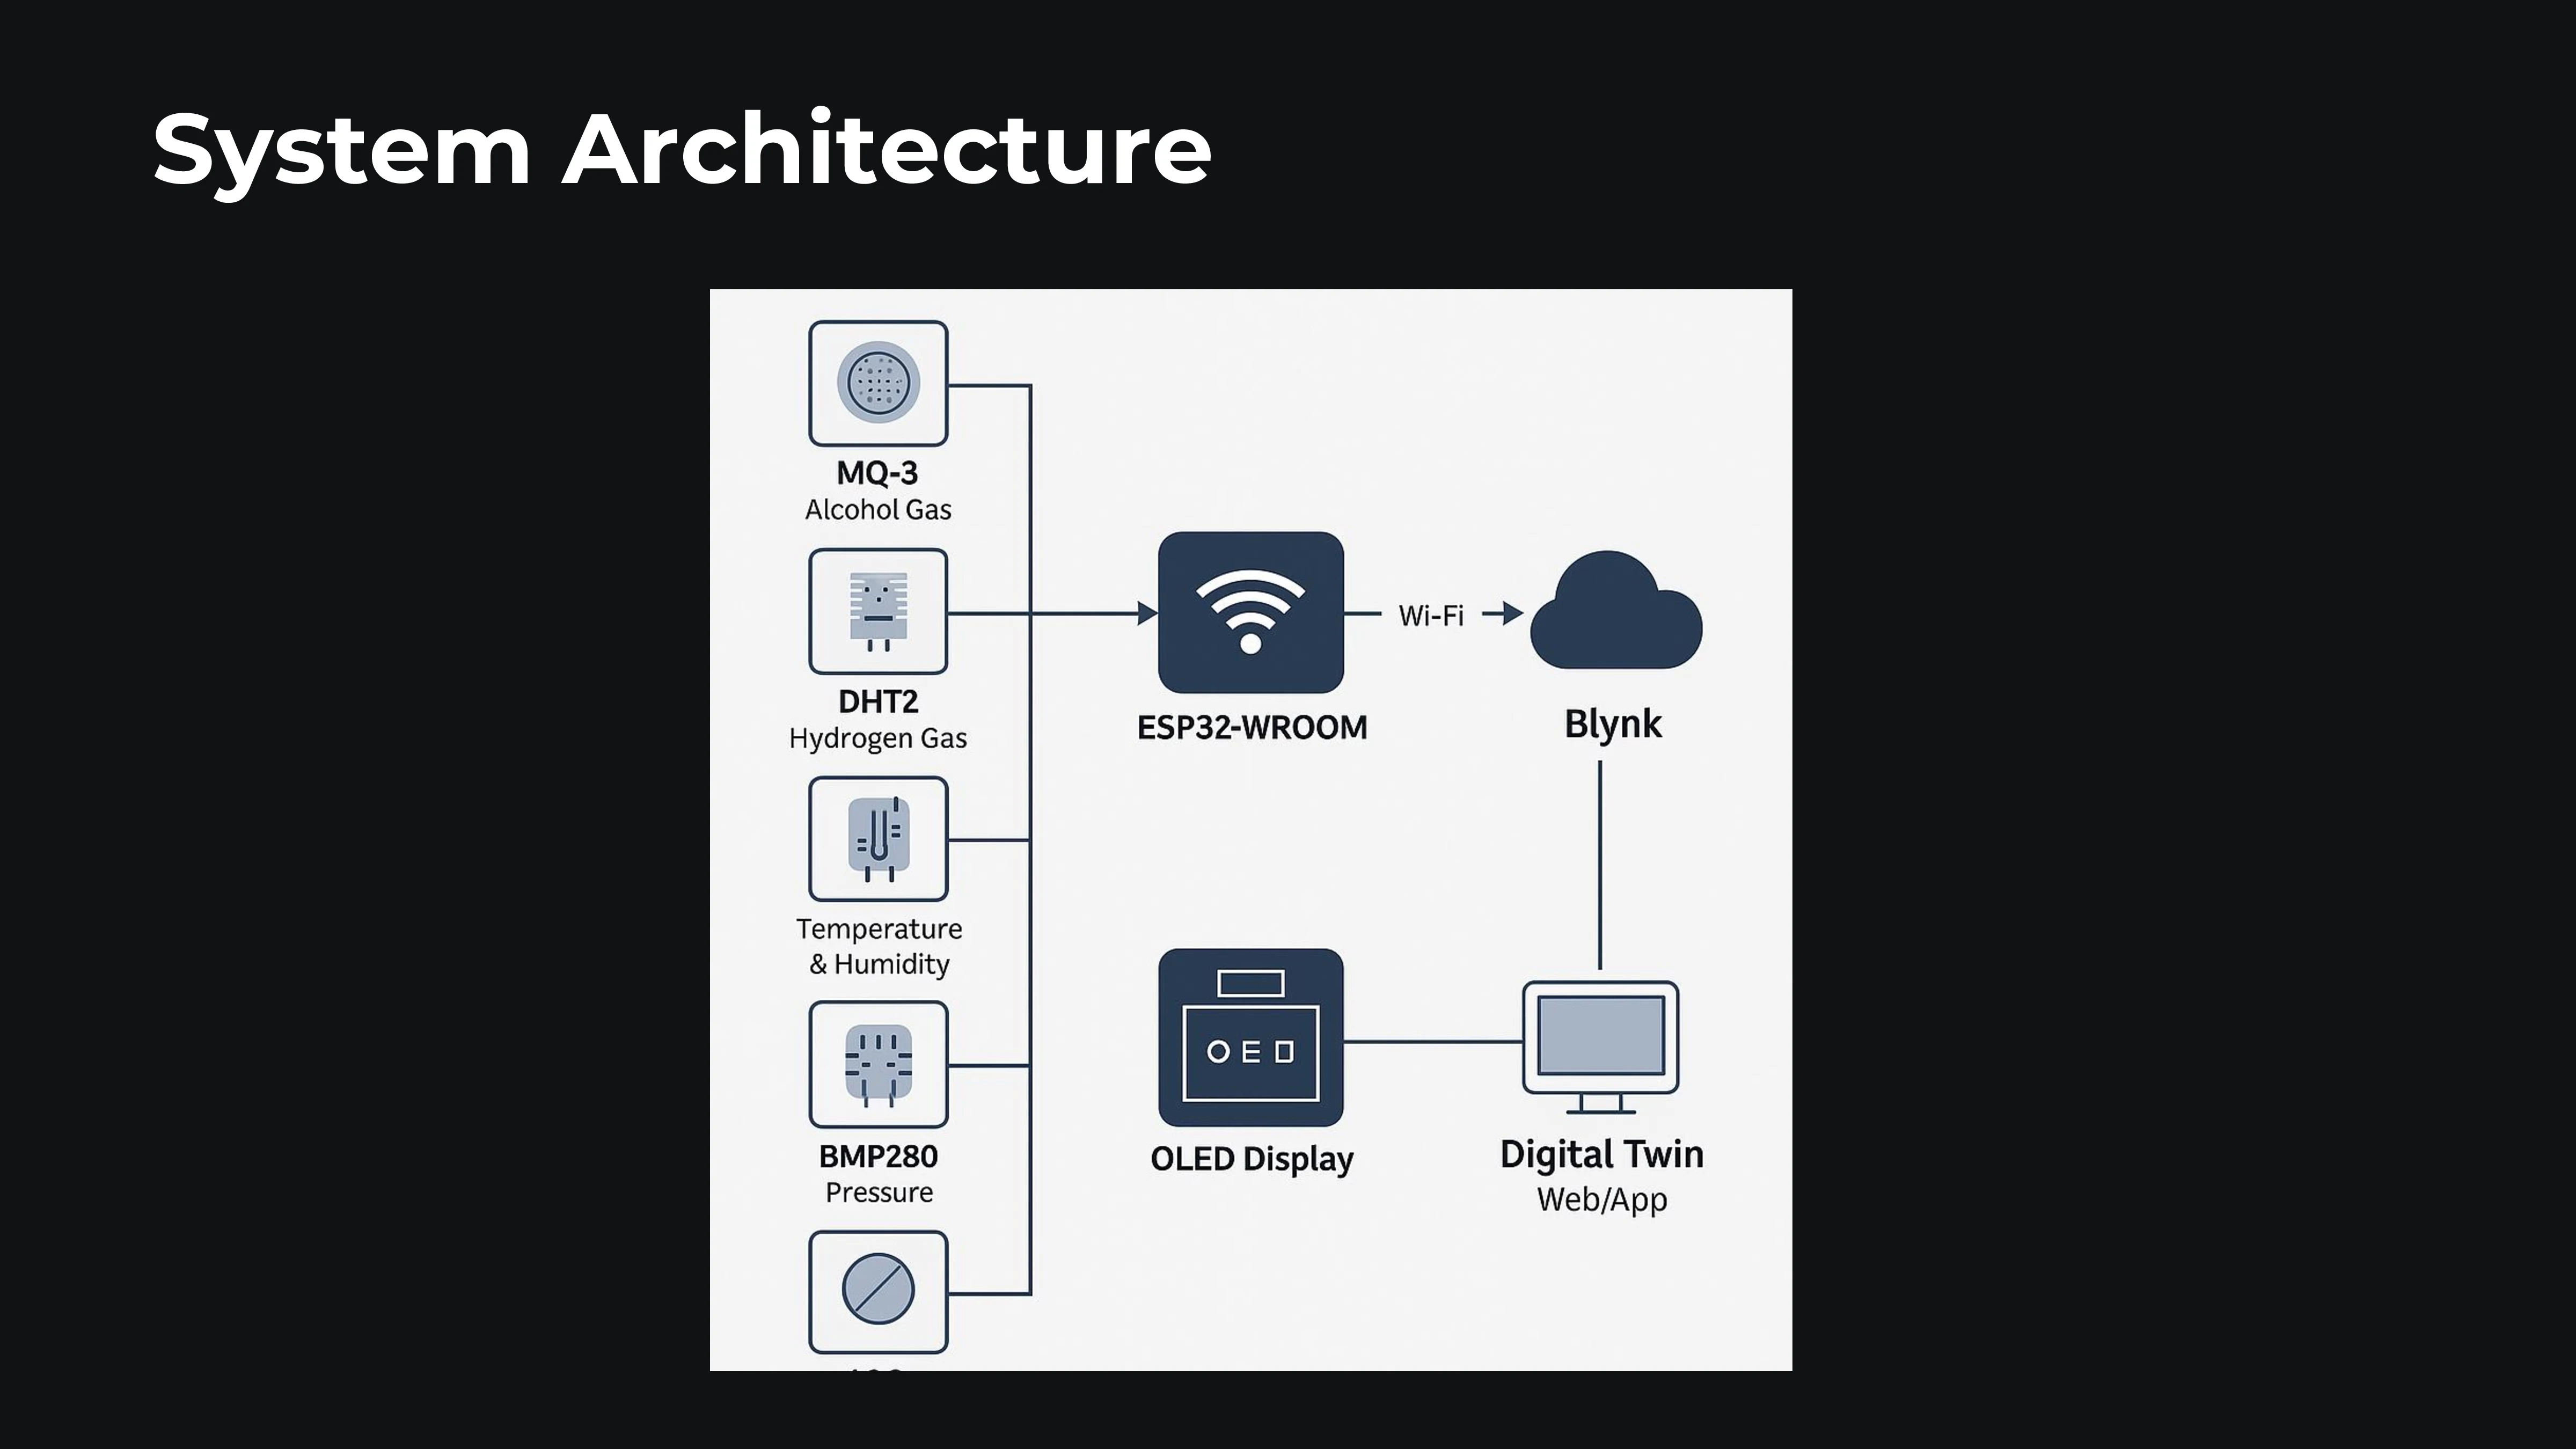 System Architecture
MQ-3
Alcohol Gas
DHT2
Hydrogen Gas
Temperature
& Humidity
BMP280
Pressure
ESP32-WROOM
Wi-Fi
Blynk
OED
OLED Display
Digital Twin
Web/App